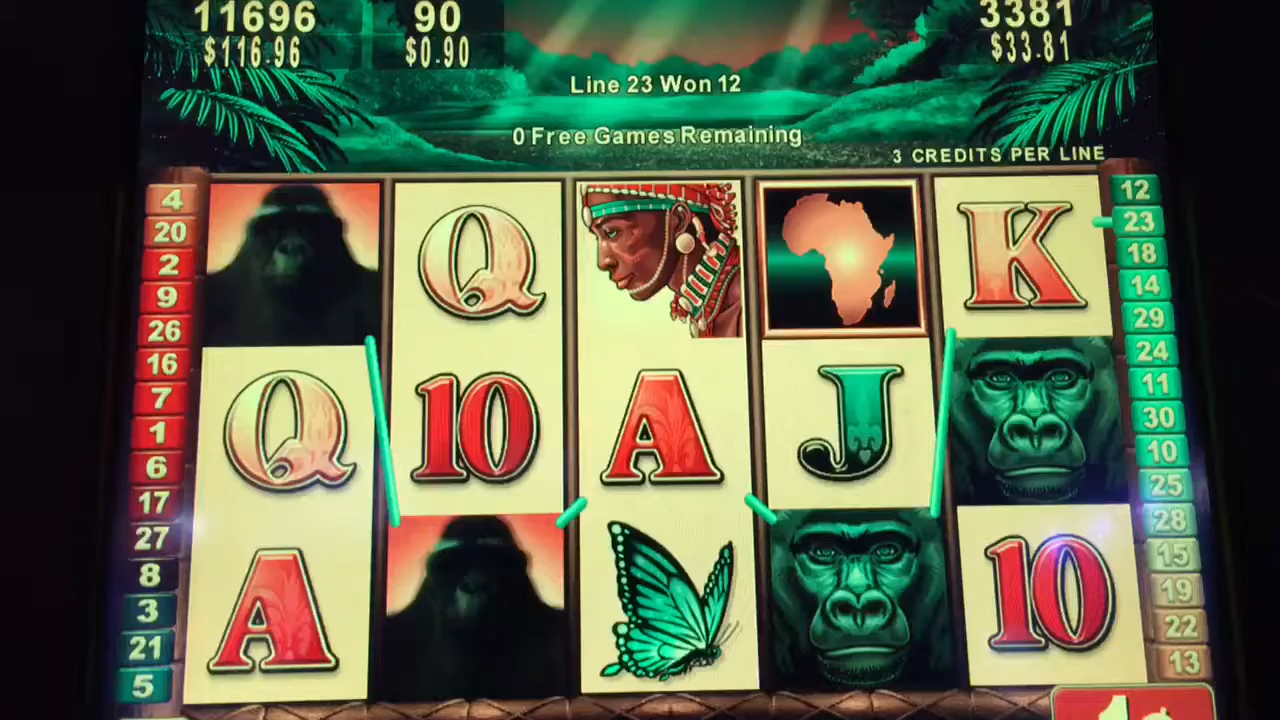 11696 90 3381
$116.96 $0.90 $33.81
Line 23 Won 12
0 Free Games Remaining
3 CREDITS PER LINE
4 12
20 23
2 18
9 14
26 29
16 24
7 11
1 30
6 10
17 25
27 28
8 15
3 19
21 22
5 13
Q K
Q 10 A J
A 10